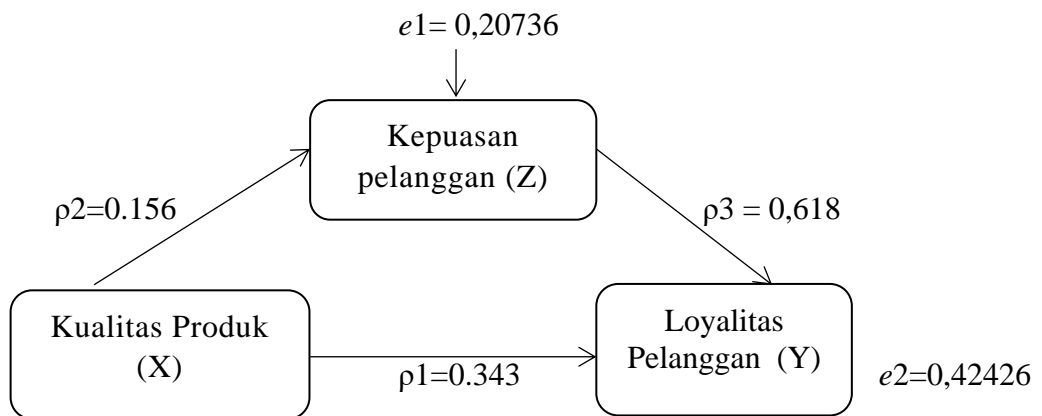 e1= 0,20736
Kepuasan
pelanggan (Z)
ρ2=0.156
ρ3 = 0,618
Kualitas Produk
(X)
Loyalitas
Pelanggan (Y)
ρ1=0.343
e2=0,42426